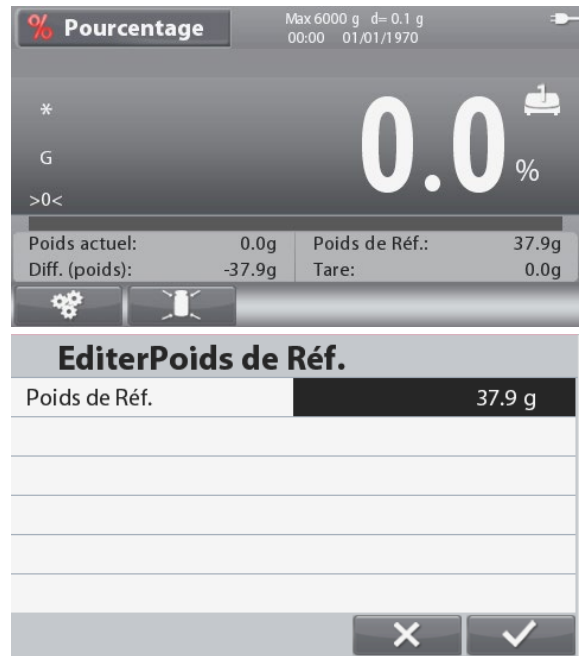 % Pourcentage
Max 6000 g d= 0.1 g
00:00 01/01/1970
1
*
G
>0<
0.0 %
Poids actuel: 0.0g Poids de Réf.: 37.9g
Diff. (poids): -37.9g Tare: 0.0g
EditerPoids de Réf.
Poids de Réf. 37.9 g